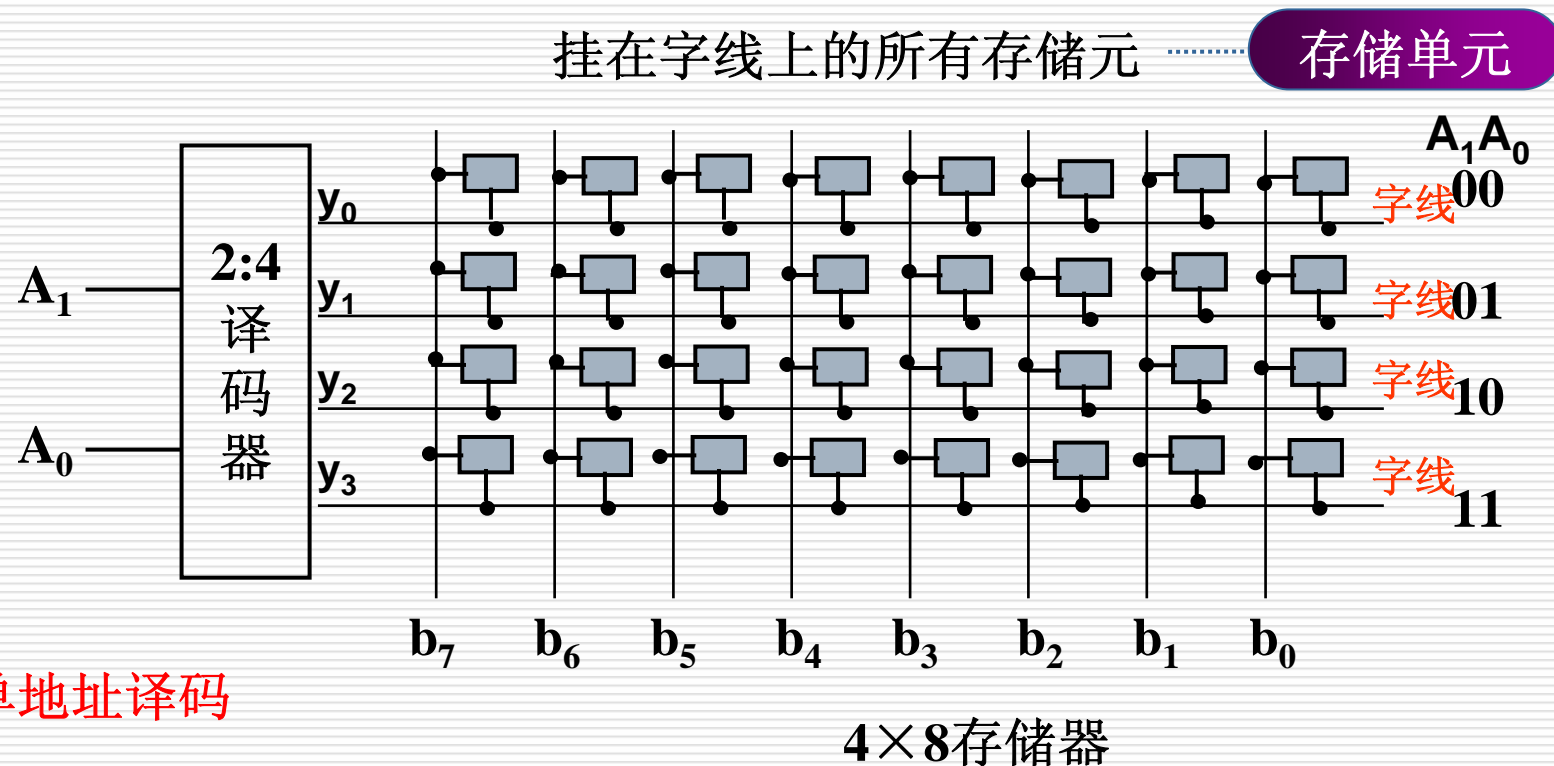 挂在字线上的所有存储元
存储单元
A₁A₀
y₀
字线00
2:4
译
码
器
A₁
y₁
字线01
y₂
字线10
A₀
y₃
字线11
b₇ b₆ b₅ b₄ b₃ b₂ b₁ b₀
地址译码
4×8存储器